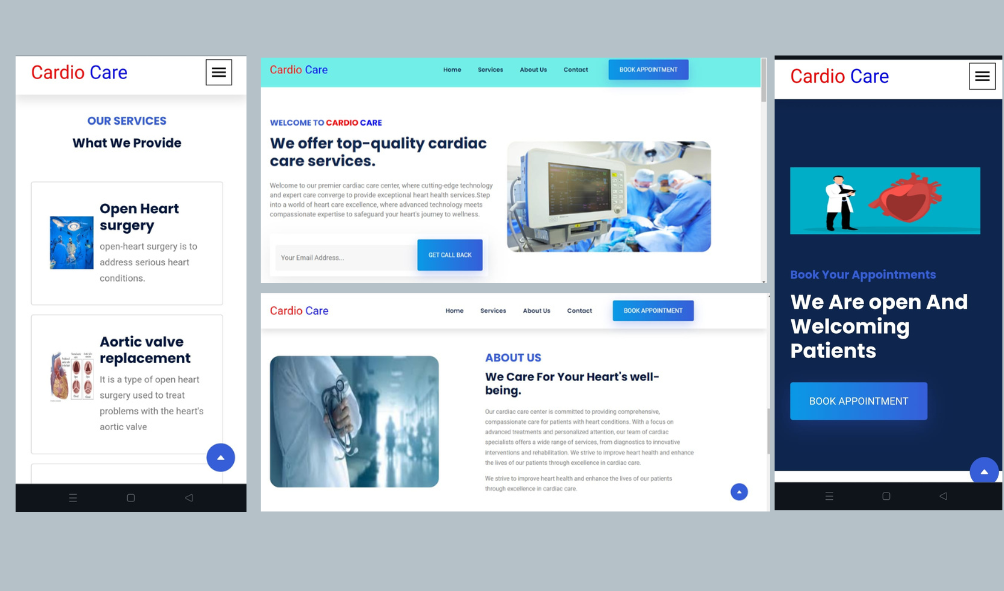 Cardio Care
OUR SERVICES
What We Provide
Open Heart
surgery
open-heart surgery is to
address serious heart
conditions.
Aortic valve
replacement
It is a type of open heart
surgery used to treat
problems with the heart's
aortic valve
Cardio Care
Home Services About Us Contact BOOK APPOINTMENT
WELCOME TO CARDIO CARE
We offer top-quality cardiac
care services.
Welcome to our premier cardiac care center, where cutting-edge technology
and expert care converge to provide exceptional heart health services.Step
into a world of heart care excellence, where advanced technology meets
compassionate expertise to safeguard your heart's journey to wellness.
Your Email Address...
GET CALL BACK
Cardio Care
Home Services About Us Contact BOOK APPOINTMENT
ABOUT US
We Care For Your Heart's well-
being.
Our cardiac care center is committed to providing comprehensive,
compassionate care for patients with heart conditions. With a focus on
advanced treatments and personalized attention, our team of cardiac
specialists offers a wide range of services, from diagnostics to innovative
interventions and rehabilitation. We strive to improve heart health and enhance
the lives of our patients through excellence in cardiac care.
We strive to improve heart health and enhance the lives of our patients
through excellence in cardiac care.
Cardio Care
Book Your Appointments
We Are open And
Welcoming
Patients
BOOK APPOINTMENT